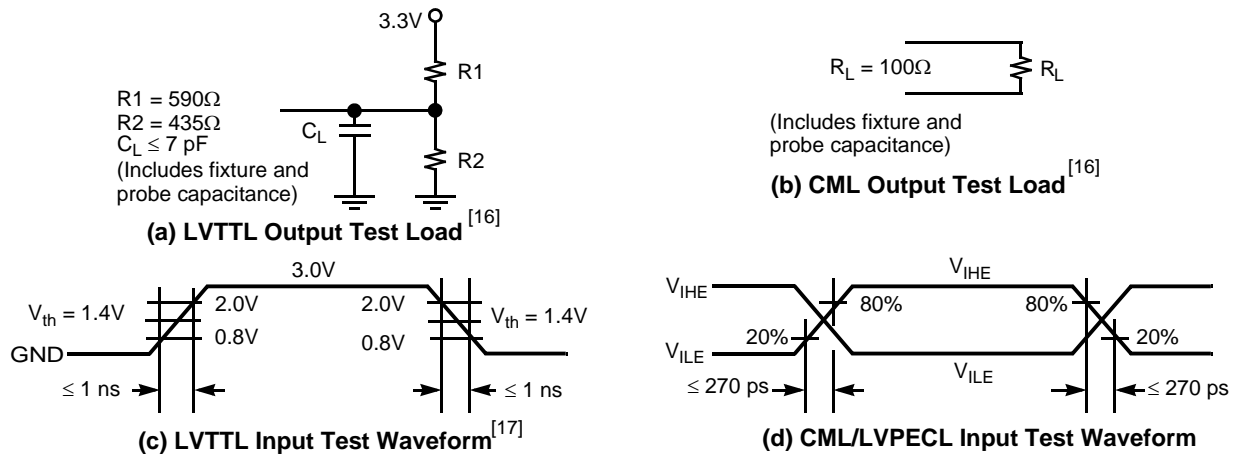 3.3V
R1
R1 = 590Ω
R2 = 435Ω
C_L ≤ 7 pF
(Includes fixture and
probe capacitance)
C_L
R2
(a) LVTTL Output Test Load [16]
R_L = 100Ω
R_L
(Includes fixture and
probe capacitance)
(b) CML Output Test Load [16]
3.0V
V_th = 1.4V
2.0V
0.8V
2.0V
0.8V
V_th = 1.4V
GND
≤ 1 ns
≤ 1 ns
(c) LVTTL Input Test Waveform [17]
V_IHE
V_IHE
80%
80%
20%
20%
V_ILE
V_ILE
≤ 270 ps
≤ 270 ps
(d) CML/LVPECL Input Test Waveform